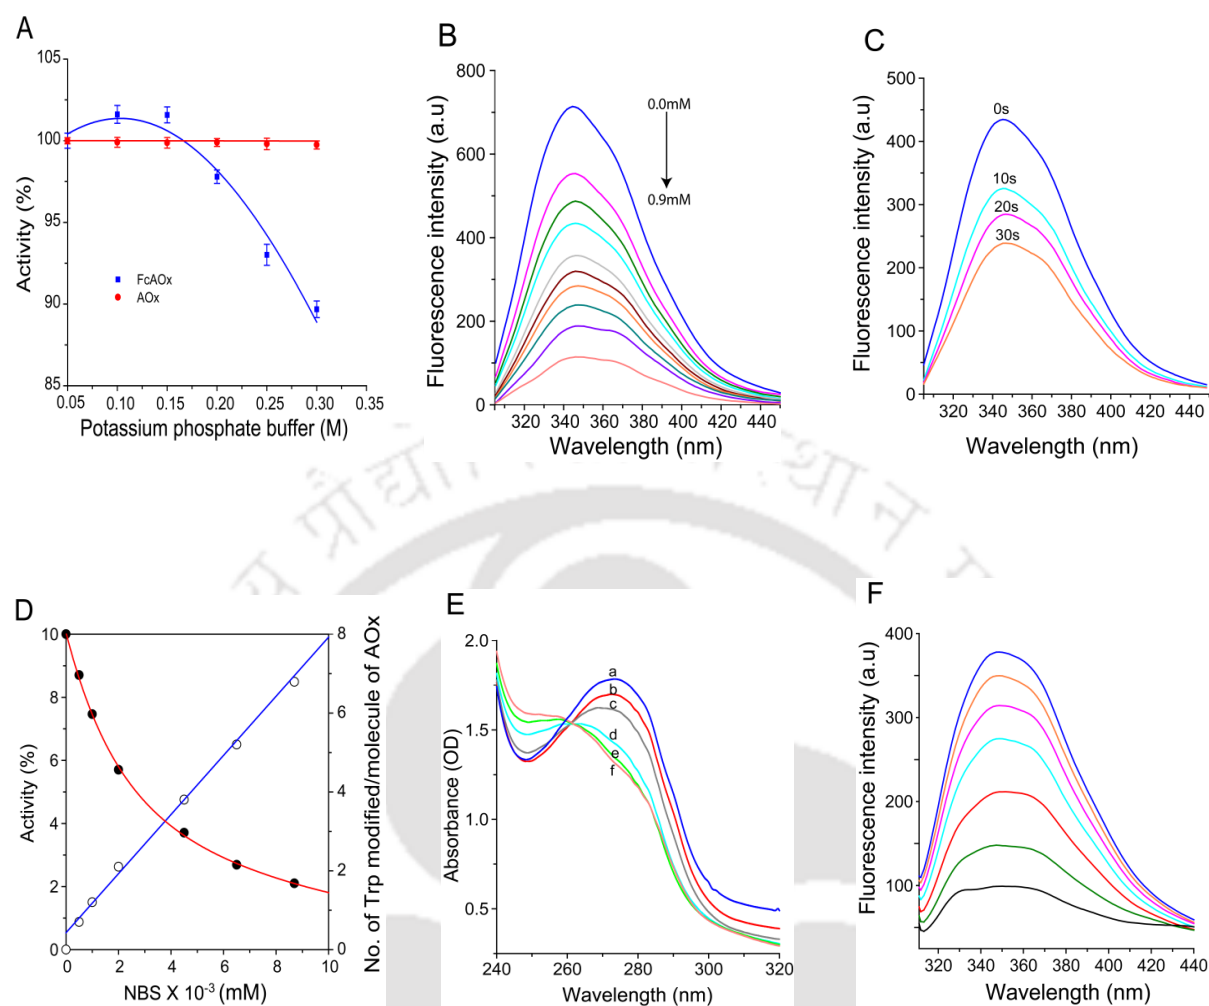 A
105
100
95
90
85
Activity (%)
FcAOx
AOx
0.05 0.10 0.15 0.20 0.25 0.30 0.35
Potassium phosphate buffer (M)
B
800
600
400
200
0
Fluorescence intensity (a.u)
0.0mM
0.9mM
320 340 360 380 400 420 440
Wavelength (nm)
C
500
400
300
200
100
0
Fluorescence intensity (a.u)
0s
10s
20s
30s
320 340 360 380 400 420 440
Wavelength (nm)
D
10
8
6
4
2
0
Activity (%)
8
6
4
2
0
No. of Trp modified/molecule of AOx
0 2 4 6 8 10
NBS X 10⁻³ (mM)
E
2.0
1.5
1.0
0.5
Absorbance (OD)
a
b
c
d
e
f
240 260 280 300 320
Wavelength (nm)
F
400
300
200
100
Fluorescence intensity (a.u)
320 340 360 380 400 420 440
Wavelength (nm)